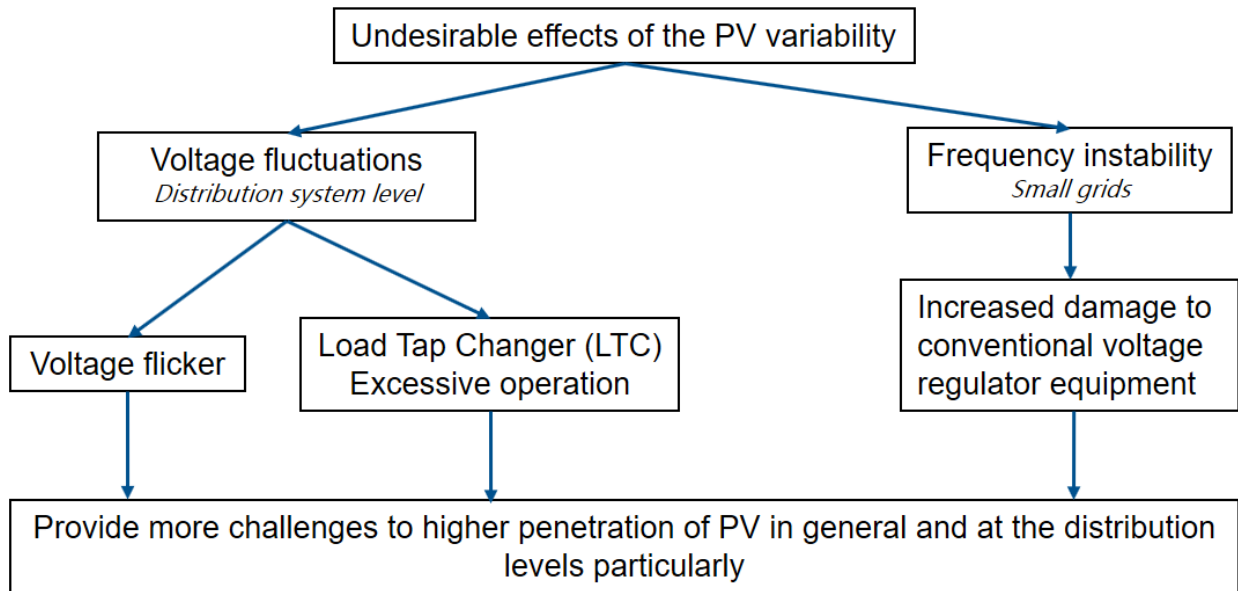 Undesirable effects of the PV variability
Voltage fluctuations
Distribution system level
Frequency instability
Small grids
Voltage flicker
Load Tap Changer (LTC)
Excessive operation
Increased damage to
conventional voltage
regulator equipment
Provide more challenges to higher penetration of PV in general and at the distribution
levels particularly